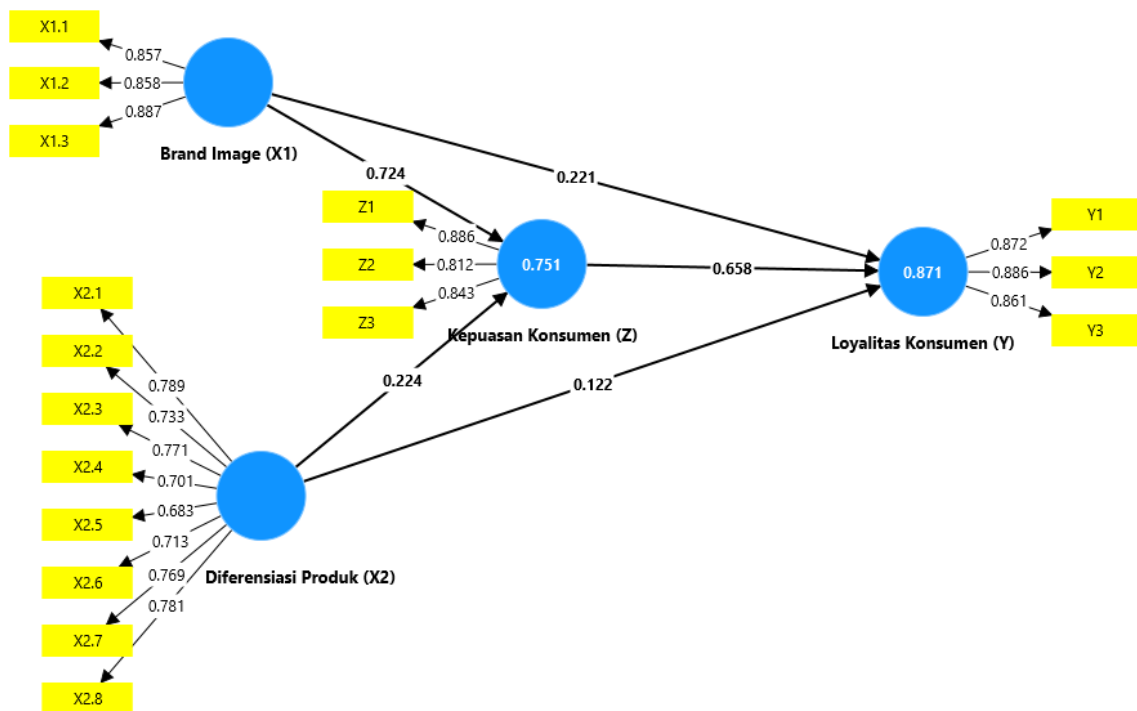 X1.1
0.857
X1.2
0.858
X1.3
0.887
Brand Image (X1)
0.724
0.221
Z1
0.886
Z2
0.812
Z3
0.843
0.751
Kepuasan Konsumen (Z)
0.658
0.871
Loyalitas Konsumen (Y)
Y1
0.872
Y2
0.886
Y3
0.861
0.224
0.122
X2.1
0.789
X2.2
0.733
X2.3
0.771
X2.4
0.701
X2.5
0.683
X2.6
0.713
X2.7
0.769
X2.8
0.781
Diferensiasi Produk (X2)